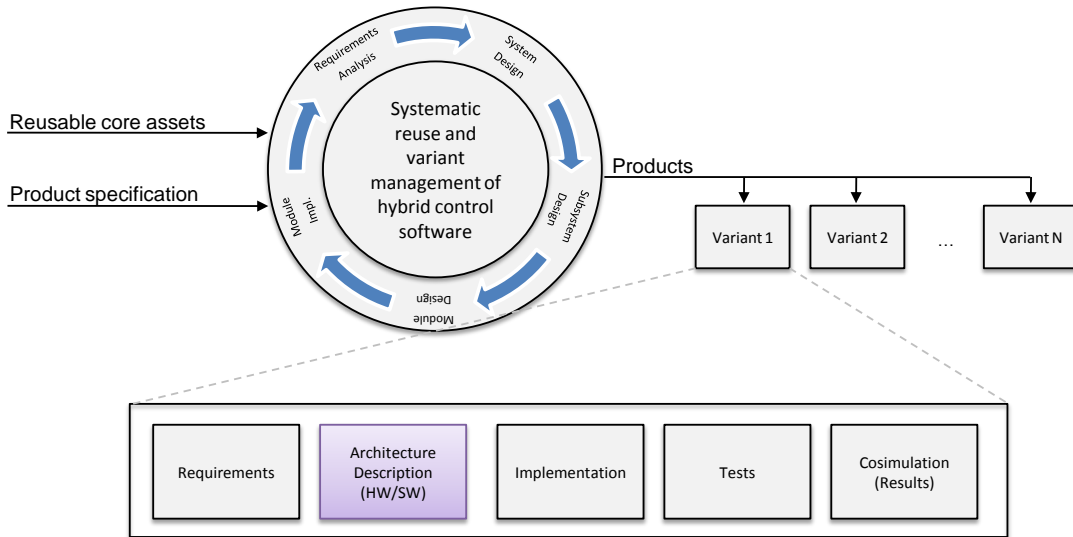 Reusable core assets
Product specification
Requirements
Analysis
System
Design
Subsystem
Design
Module
Design
Module
Impl.
Systematic
reuse and
variant
management of
hybrid control
software
Products
Variant 1
Variant 2
...
Variant N
Requirements
Architecture
Description
(HW/SW)
Implementation
Tests
Cosimulation
(Results)